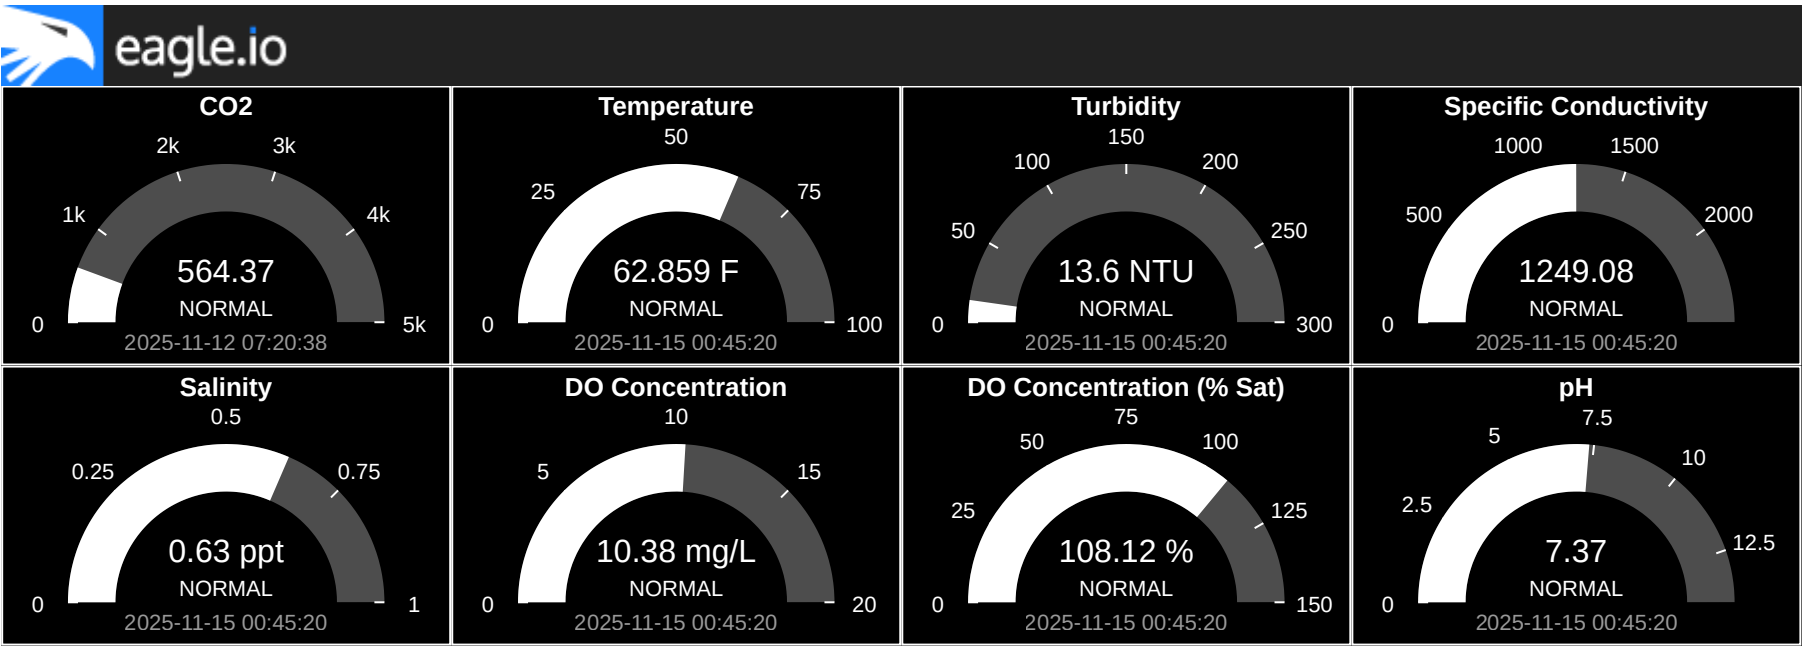 eagle.io
CO2
0
1k
2k
3k
4k
5k
564.37
NORMAL
2025-11-12 07:20:38
Temperature
0
25
50
75
100
62.859 F
NORMAL
2025-11-15 00:45:20
Turbidity
0
50
100
150
200
250
300
13.6 NTU
NORMAL
2025-11-15 00:45:20
Specific Conductivity
0
500
1000
1500
2000
1249.08
NORMAL
2025-11-15 00:45:20
Salinity
0
0.25
0.5
0.75
1
0.63 ppt
NORMAL
2025-11-15 00:45:20
DO Concentration
0
5
10
15
20
10.38 mg/L
NORMAL
2025-11-15 00:45:20
DO Concentration (% Sat)
0
25
50
75
100
125
150
108.12 %
NORMAL
2025-11-15 00:45:20
pH
0
2.5
5
7.5
10
12.5
7.37
NORMAL
2025-11-15 00:45:20